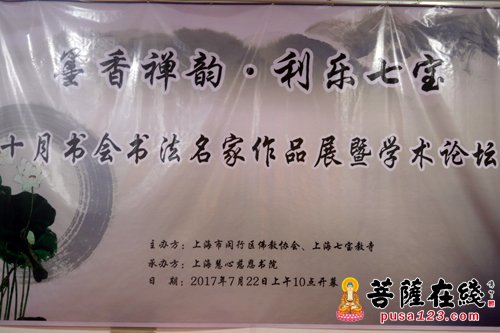 墨香禅韵·利乐七宝
十月书会书法名家作品展暨学术论坛
主办方：上海市闵行区佛教协会、上海七宝教寺
承办方：上海慧心慈愿书院
日  期：2017年7月22日上午10点开幕
菩薩在綫
pusa123.com